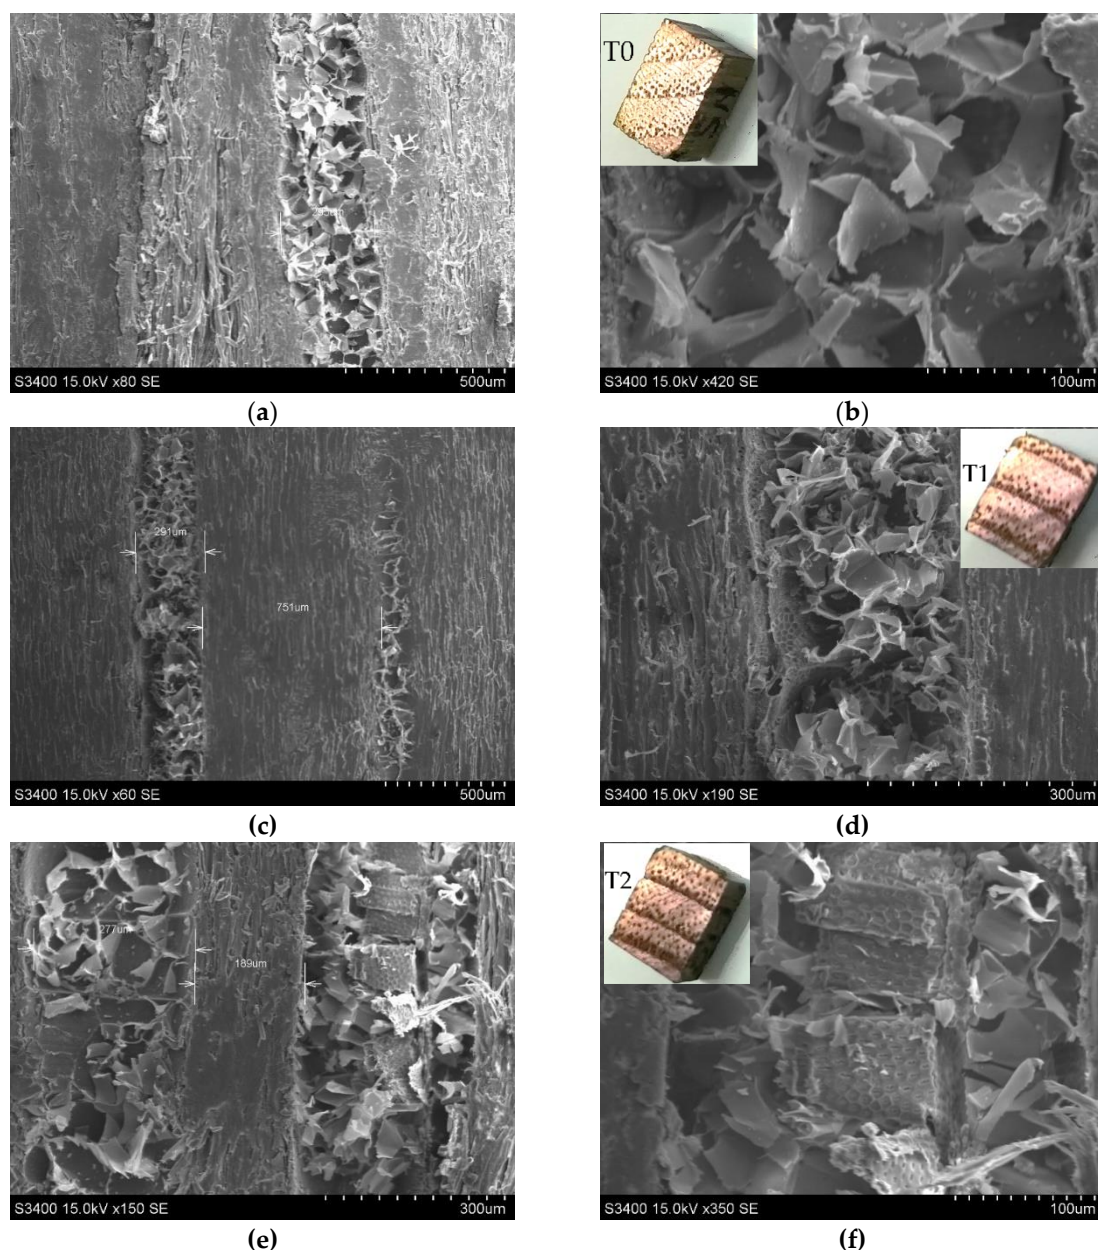 T0
S3400 15.0kV x80 SE 500um
S3400 15.0kV x420 SE 100um
(a)
(b)
291um
751um
T1
S3400 15.0kV x60 SE 500um
S3400 15.0kV x190 SE 300um
(c)
(d)
277um
189um
T2
S3400 15.0kV x150 SE 300um
S3400 15.0kV x350 SE 100um
(e)
(f)